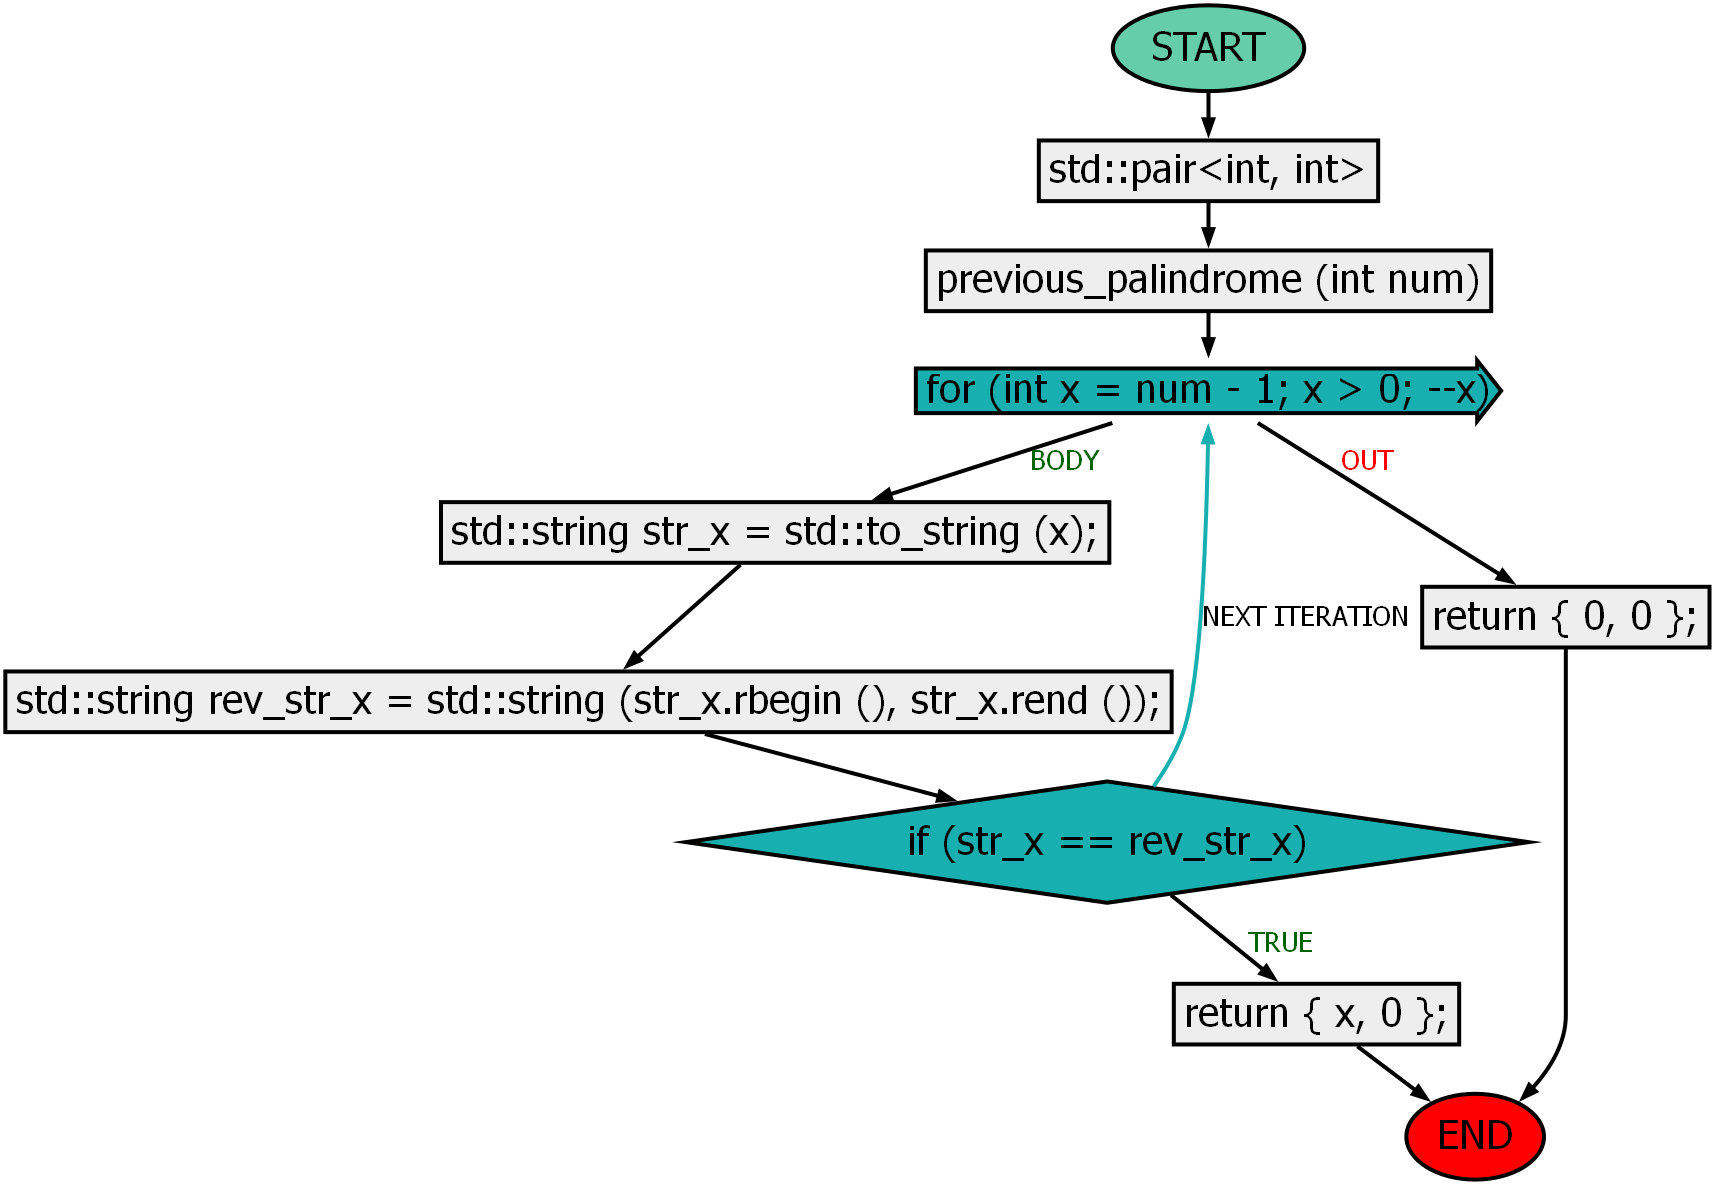 START
std::pair<int, int>
previous_palindrome (int num)
for (int x = num - 1; x > 0; --x)
BODY
OUT
std::string str_x = std::to_string (x);
NEXT ITERATION
return { 0, 0 };
std::string rev_str_x = std::string (str_x.rbegin (), str_x.rend ());
if (str_x == rev_str_x)
TRUE
return { x, 0 };
END